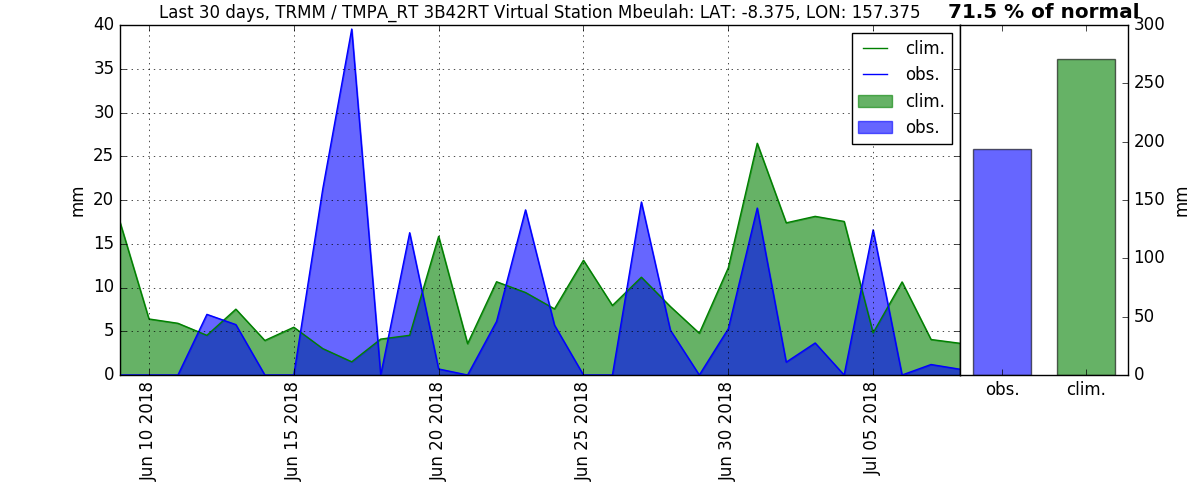 Last 30 days, TRMM / TMPA_RT 3B42RT Virtual Station Mbeulah: LAT: -8.375, LON: 157.375
71.5 % of normal
40
35
30
25
20
15
10
5
0
mm
clim.
obs.
clim.
obs.
Jun 10 2018
Jun 15 2018
Jun 20 2018
Jun 25 2018
Jun 30 2018
Jul 05 2018
300
250
200
150
100
50
0
mm
obs.
clim.